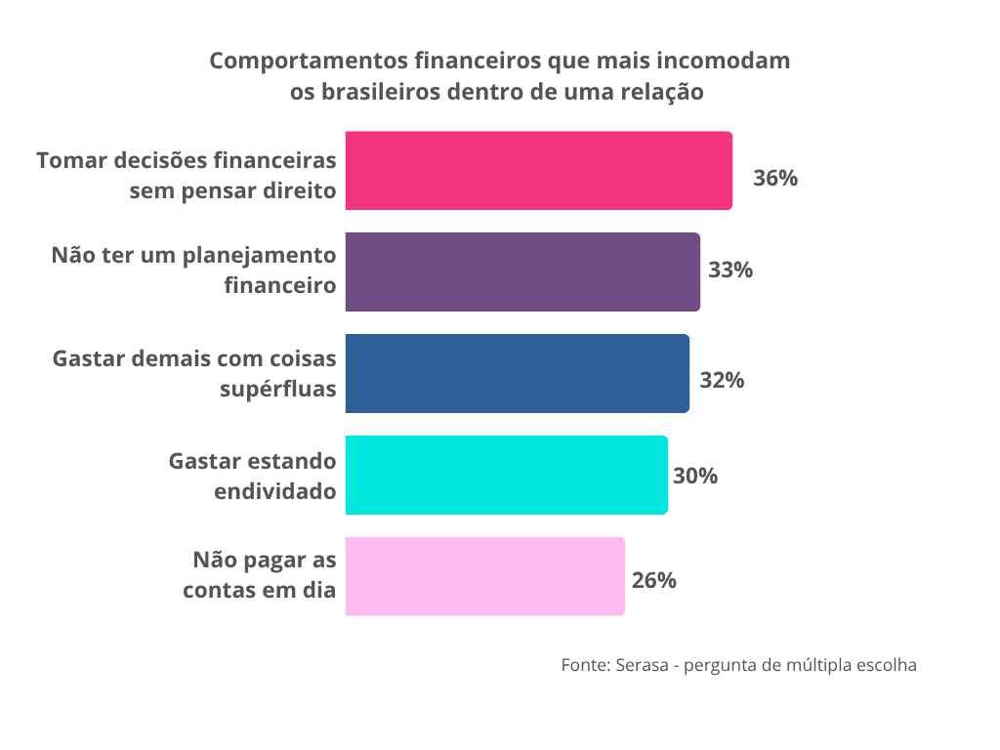 Comportamentos financeiros que mais incomodam
os brasileiros dentro de uma relação
Tomar decisões financeiras
sem pensar direito
36%
Não ter um planejamento
financeiro
33%
Gastar demais com coisas
supérfluas
32%
Gastar estando
endividado
30%
Não pagar as
contas em dia
26%
Fonte: Serasa - pergunta de múltipla escolha